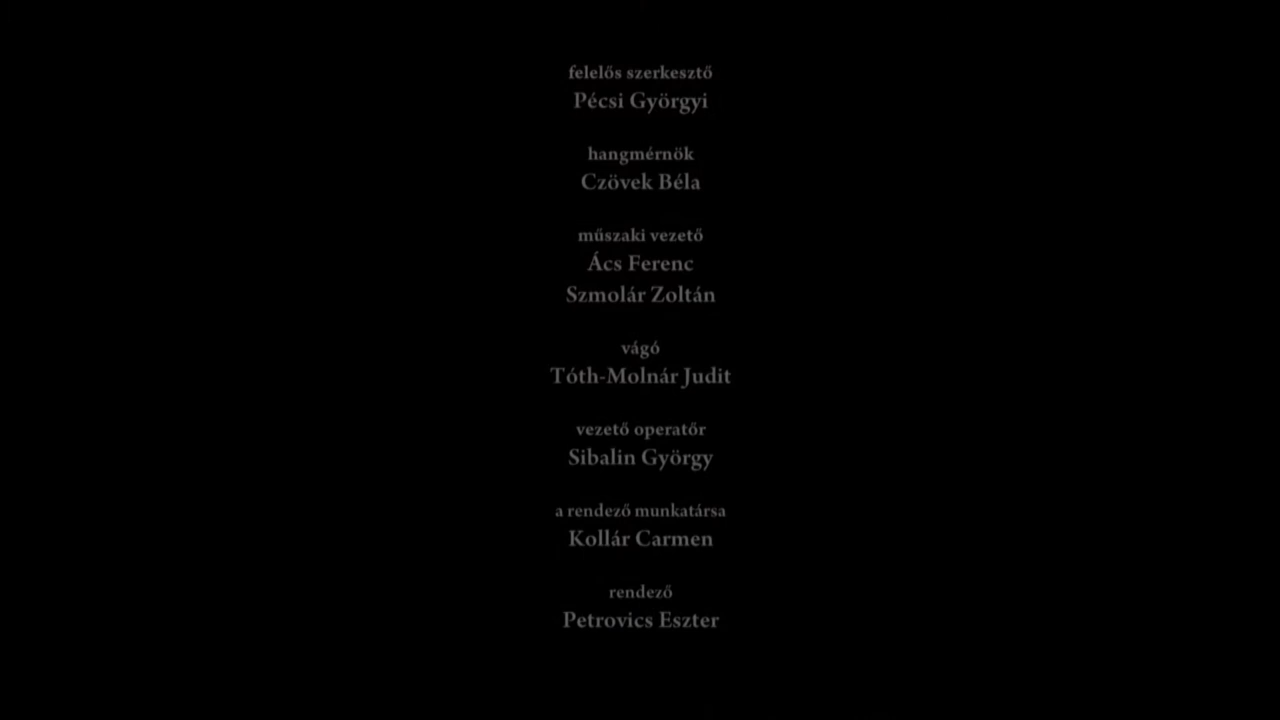 felelős szerkesztő
Pécsi Györgyi
hangmérnök
Czövek Béla
műszaki vezető
Ács Ferenc
Szmolár Zoltán
vágó
Tóth-Molnár Judit
vezető operatőr
Sibalin György
a rendező munkatársa
Kollár Carmen
rendező
Petrovics Eszter